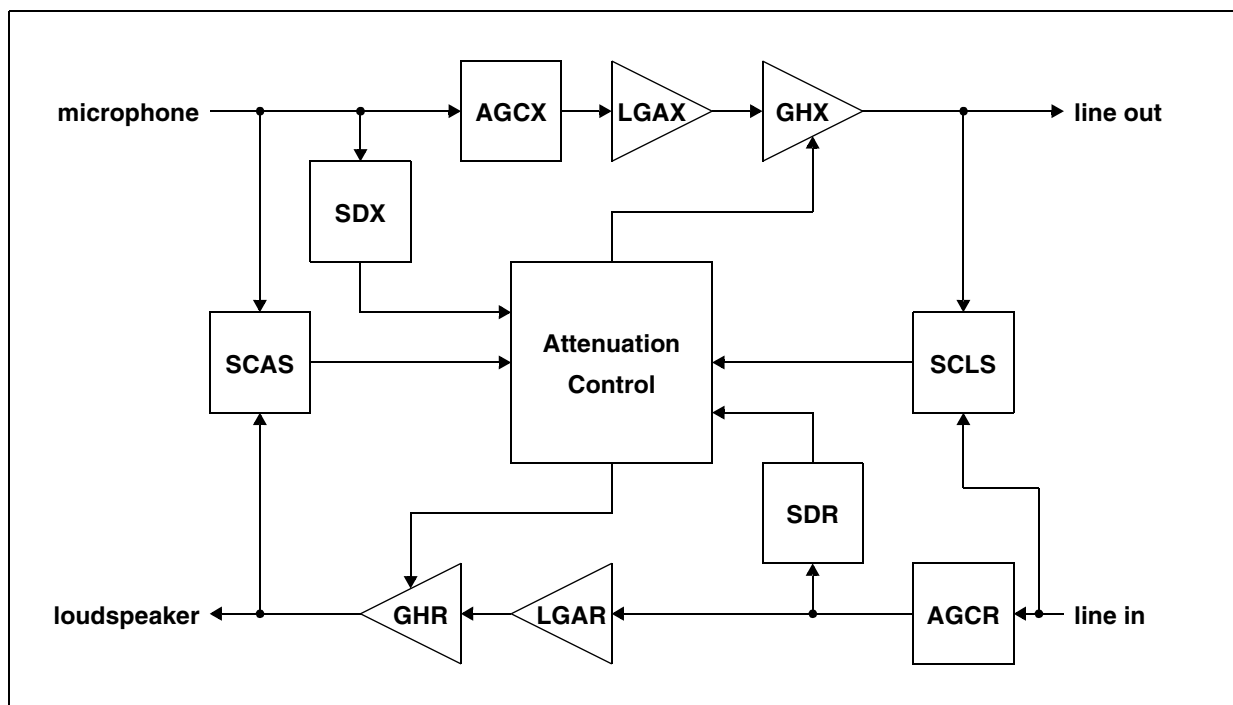 microphone
AGCX
LGAX
GHX
line out
SDX
SCAS
Attenuation
Control
SCLS
SDR
loudspeaker
GHR
LGAR
AGCR
line in